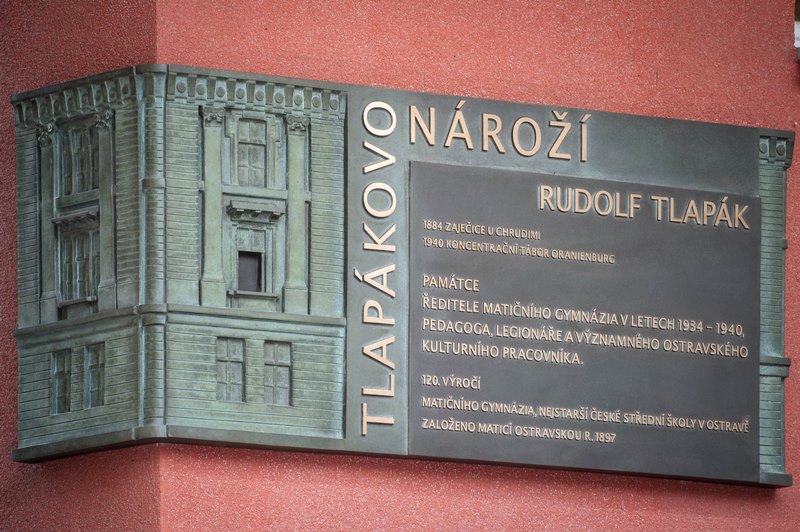 TLAPÁKOVO
NÁROŽÍ
RUDOLF TLAPÁK
1884 ZAJEČICE U CHRUDIMI
1940 KONCENTRAČNÍ TÁBOR ORANIENBURG
PAMÁTCE
ŘEDITELE MATIČNÍHO GYMNÁZIA V LETECH 1934 – 1940,
PEDAGOGA, LEGIONÁŘE A VÝZNAMNÉHO OSTRAVSKÉHO
KULTURNÍHO PRACOVNÍKA.
120. VÝROČÍ
MATIČNÍHO GYMNÁZIA, NEJSTARŠÍ ČESKÉ STŘEDNÍ ŠKOLY V OSTRAVĚ
ZALOŽENO MATICÍ OSTRAVSKOU R. 1897